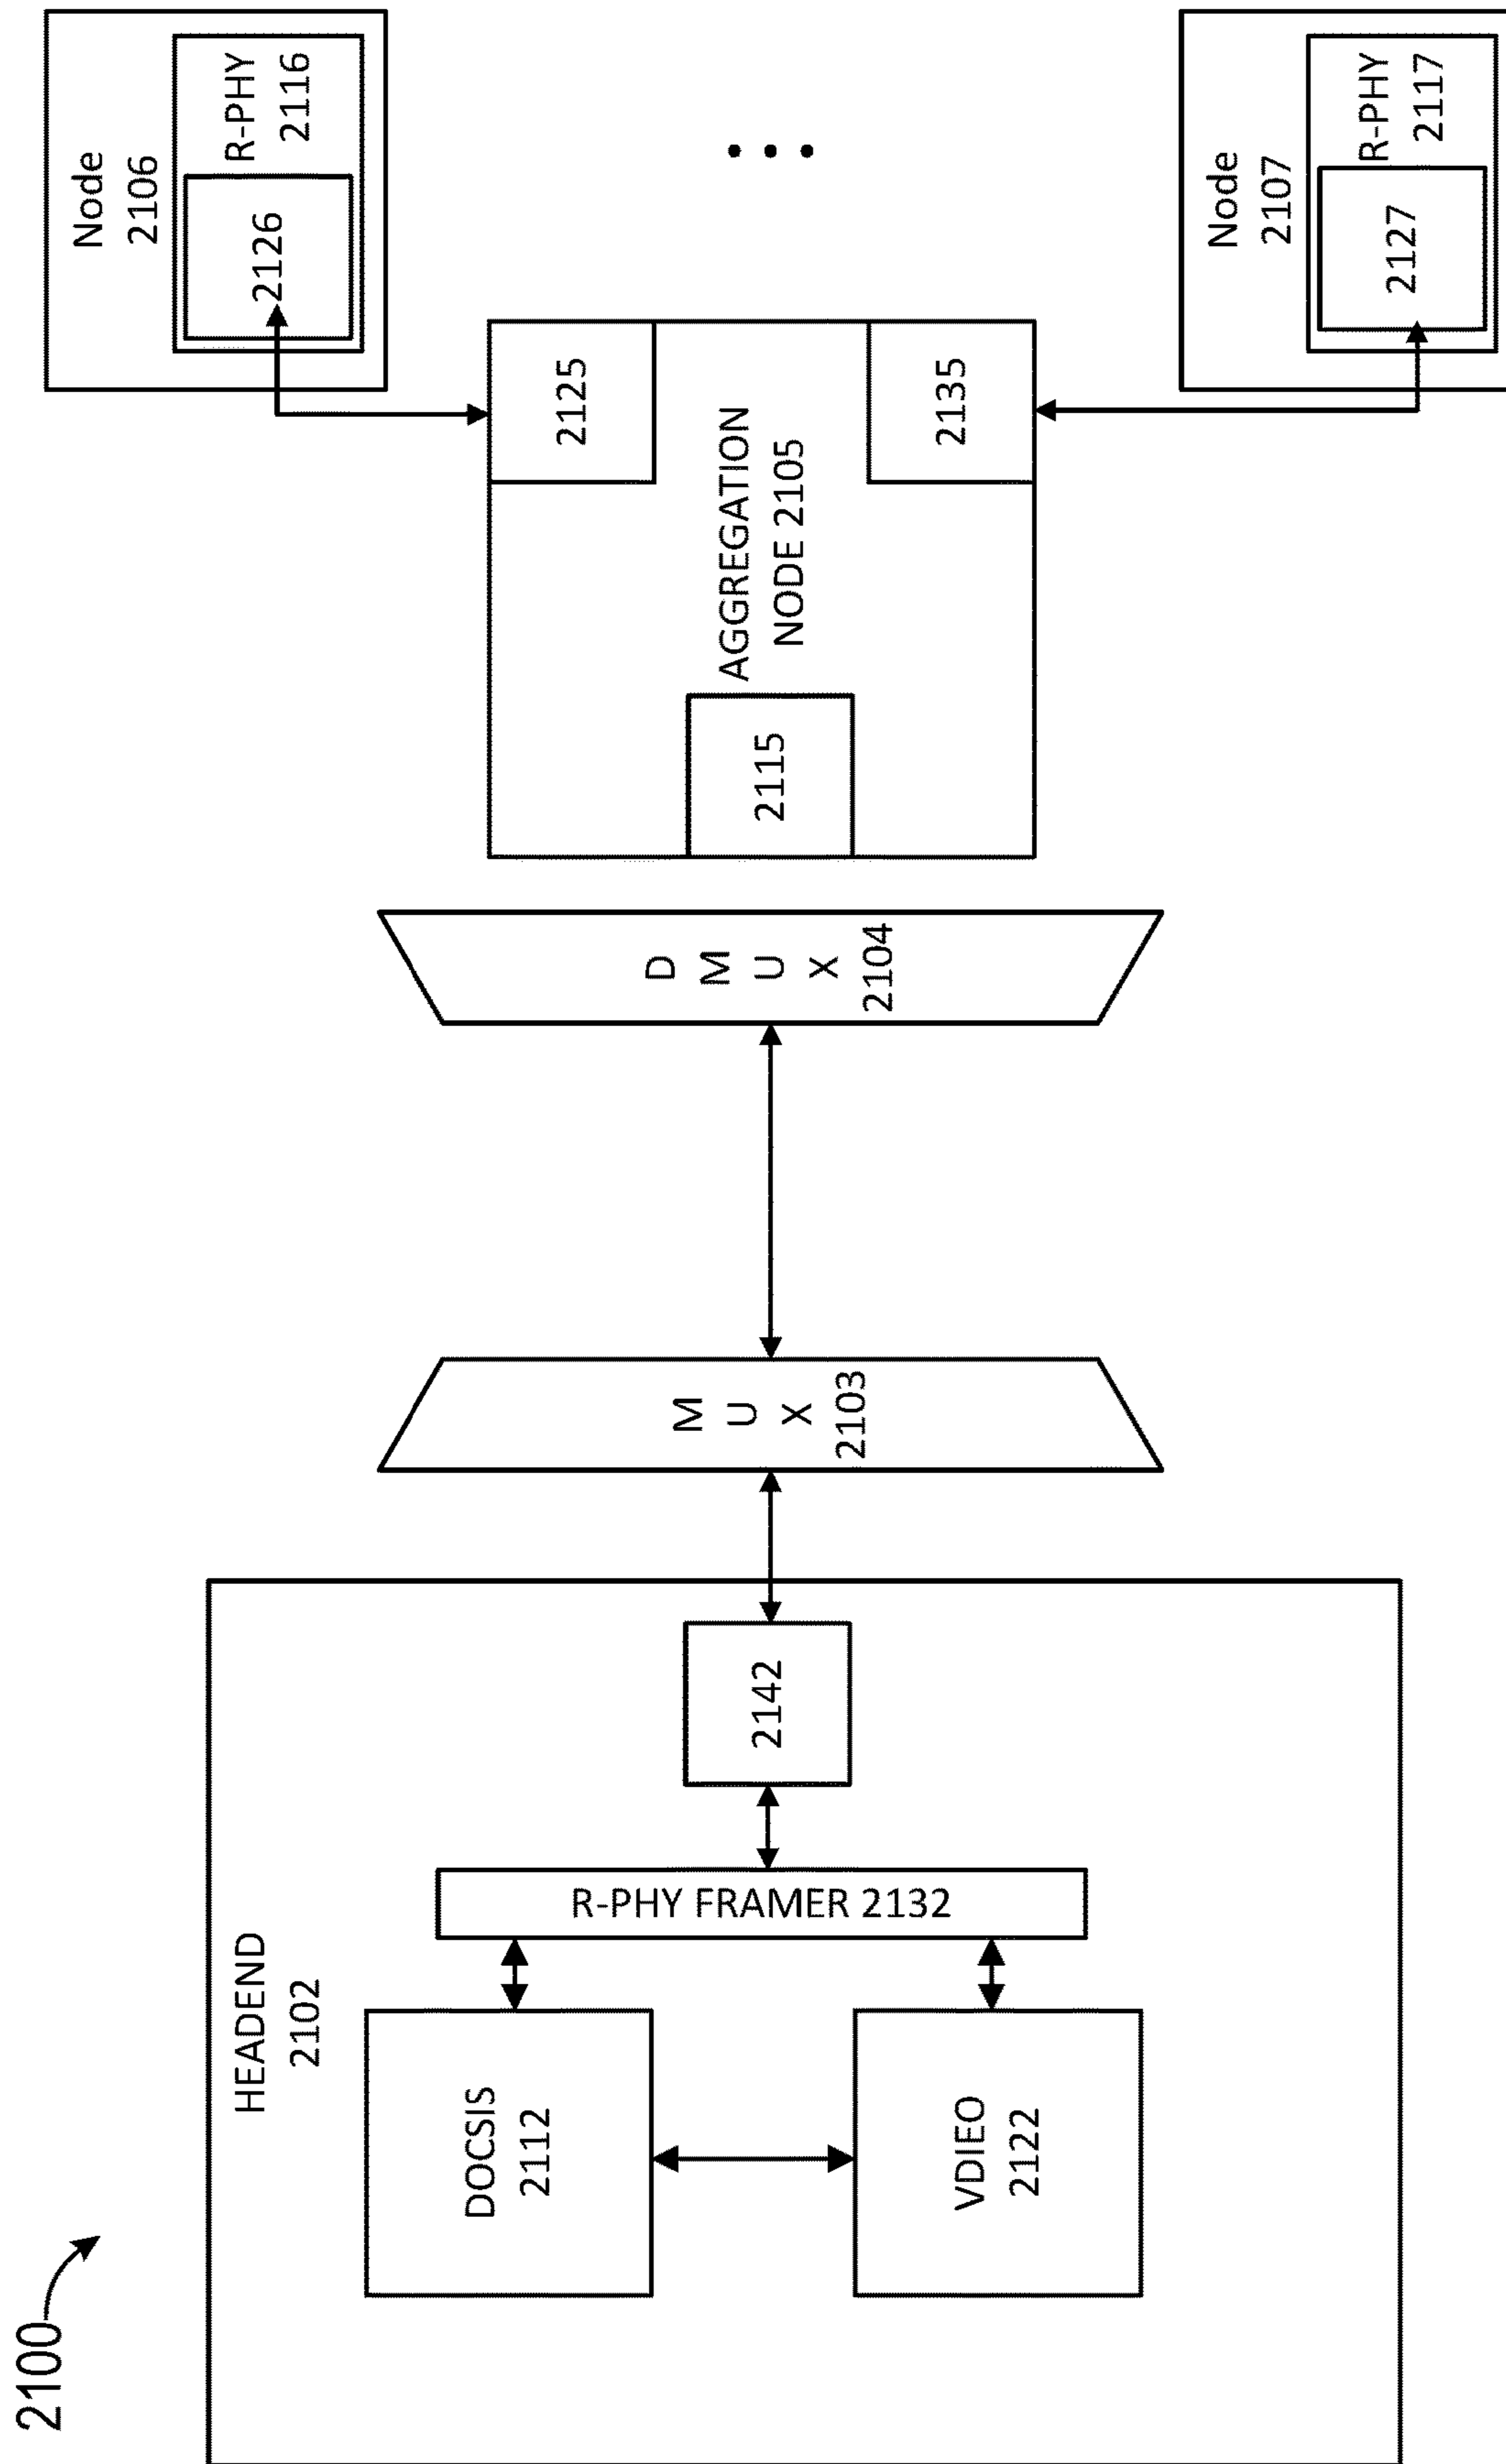 2100
HEADEND
2102
DOCSIS
2112
VDIEO
2122
R-PHY FRAMER 2132
2142
M
U
X
2103
D
M
U
X
2104
2115
AGGREGATION
NODE 2105
2125
2135
Node
2106
2126
R-PHY
2116
Node
2107
2127
R-PHY
2117